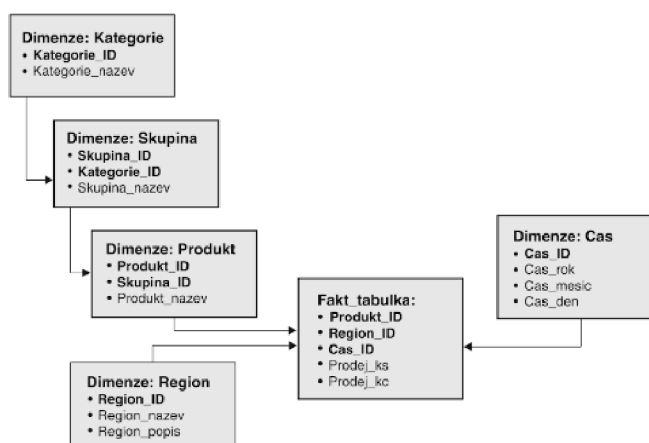 Dimenze: Kategorie
• Kategorie_ID
• Kategorie_nazev
Dimenze: Skupina
• Skupina_ID
• Kategorie_ID
• Skupina_nazev
Dimenze: Produkt
• Produkt_ID
• Skupina_ID
• Produkt_nazev
Dimenze: Cas
• Cas_ID
• Cas_rok
• Cas_mesic
• Cas_den
Fakt_tabulka:
• Produkt_ID
• Region_ID
• Cas_ID
• Prodej_ks
• Prodej_kc
Dimenze: Region
• Region_ID
• Region_nazev
• Region_popis